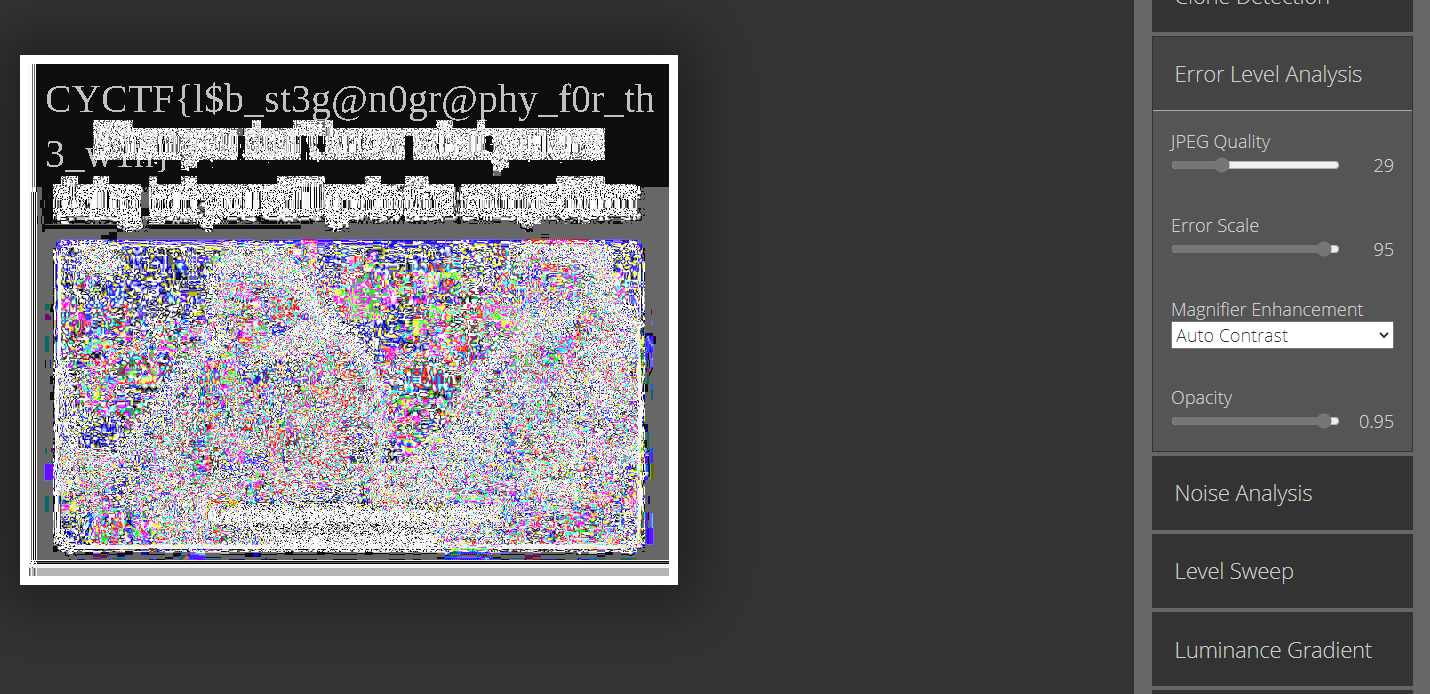 Clone Detection
Error Level Analysis
CYCTF{l$b_st3g@n0gr@phy_f0r_th
3_w1n}
JPEG Quality
29
Error Scale
95
Magnifier Enhancement
Auto Contrast
Opacity
0.95
Noise Analysis
Level Sweep
Luminance Gradient